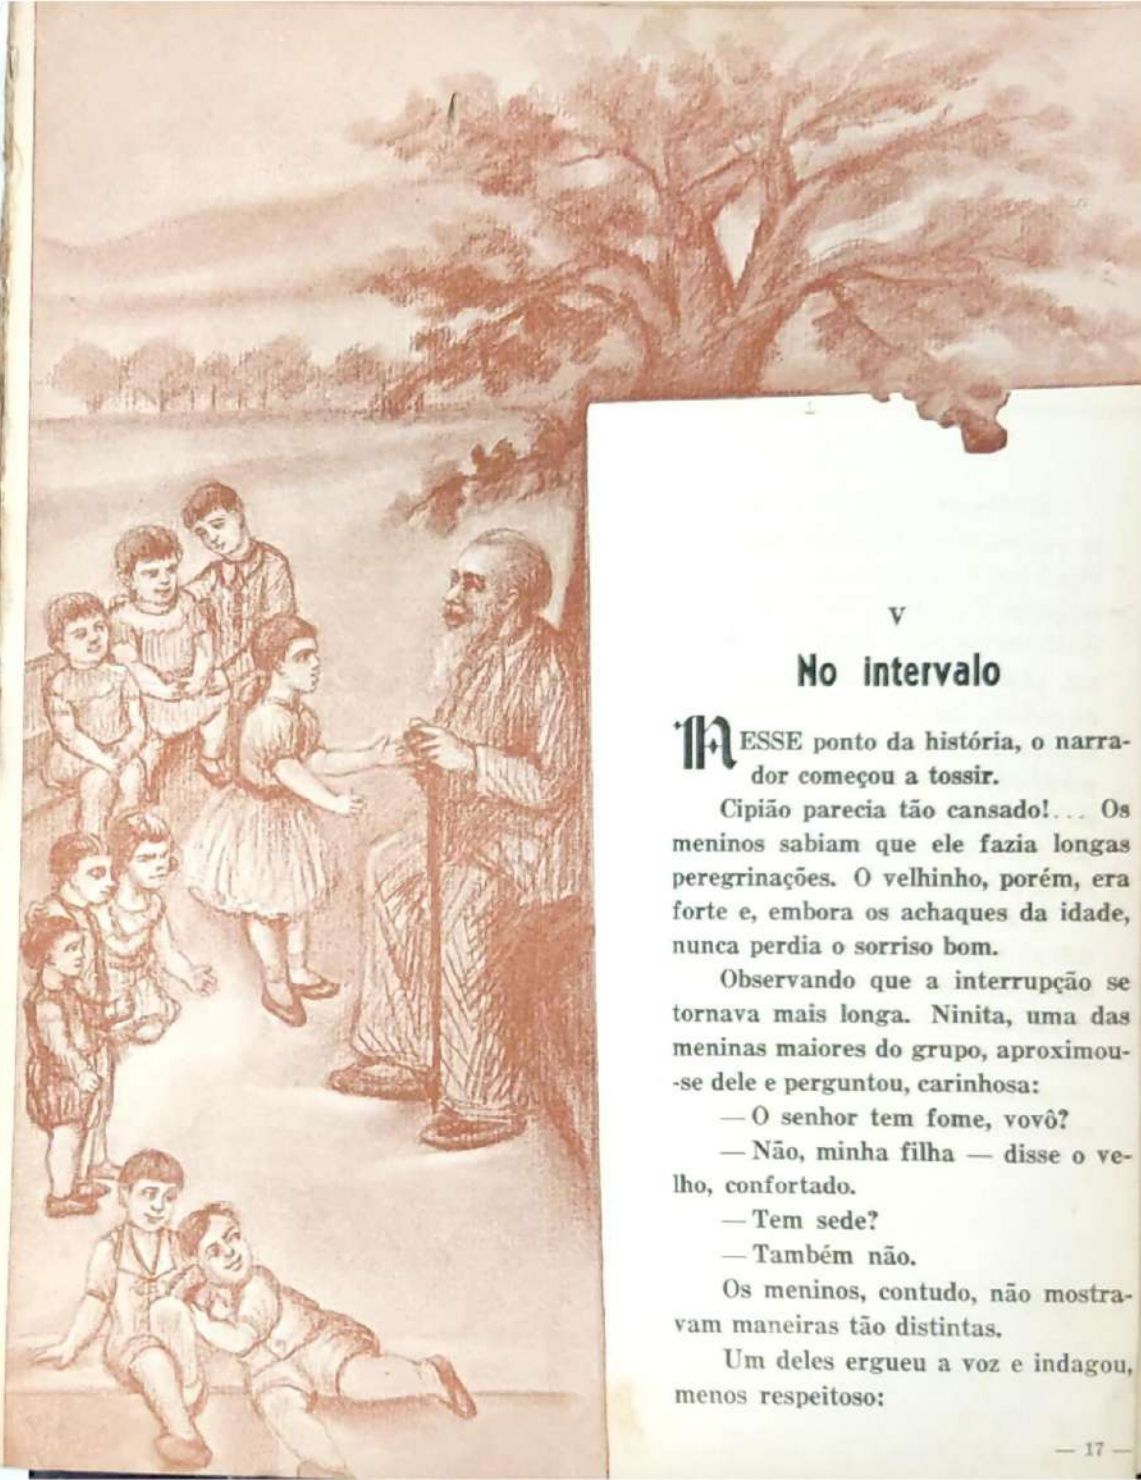 V
No intervalo
NESSE ponto da história, o narra-
dor começou a tossir.
Cipião parecia tão cansado!... Os
meninos sabiam que ele fazia longas
peregrinações. O velhinho, porém, era
forte e, embora os achaques da idade,
nunca perdia o sorriso bom.
Observando que a interrupção se
tornava mais longa. Ninita, uma das
meninas maiores do grupo, aproximou-
-se dele e perguntou, carinhosa:
— O senhor tem fome, vovô?
— Não, minha filha — disse o ve-
lho, confortado.
— Tem sede?
— Também não.
Os meninos, contudo, não mostra-
vam maneiras tão distintas.
Um deles ergueu a voz e indagou,
menos respeitoso:
— 17 —